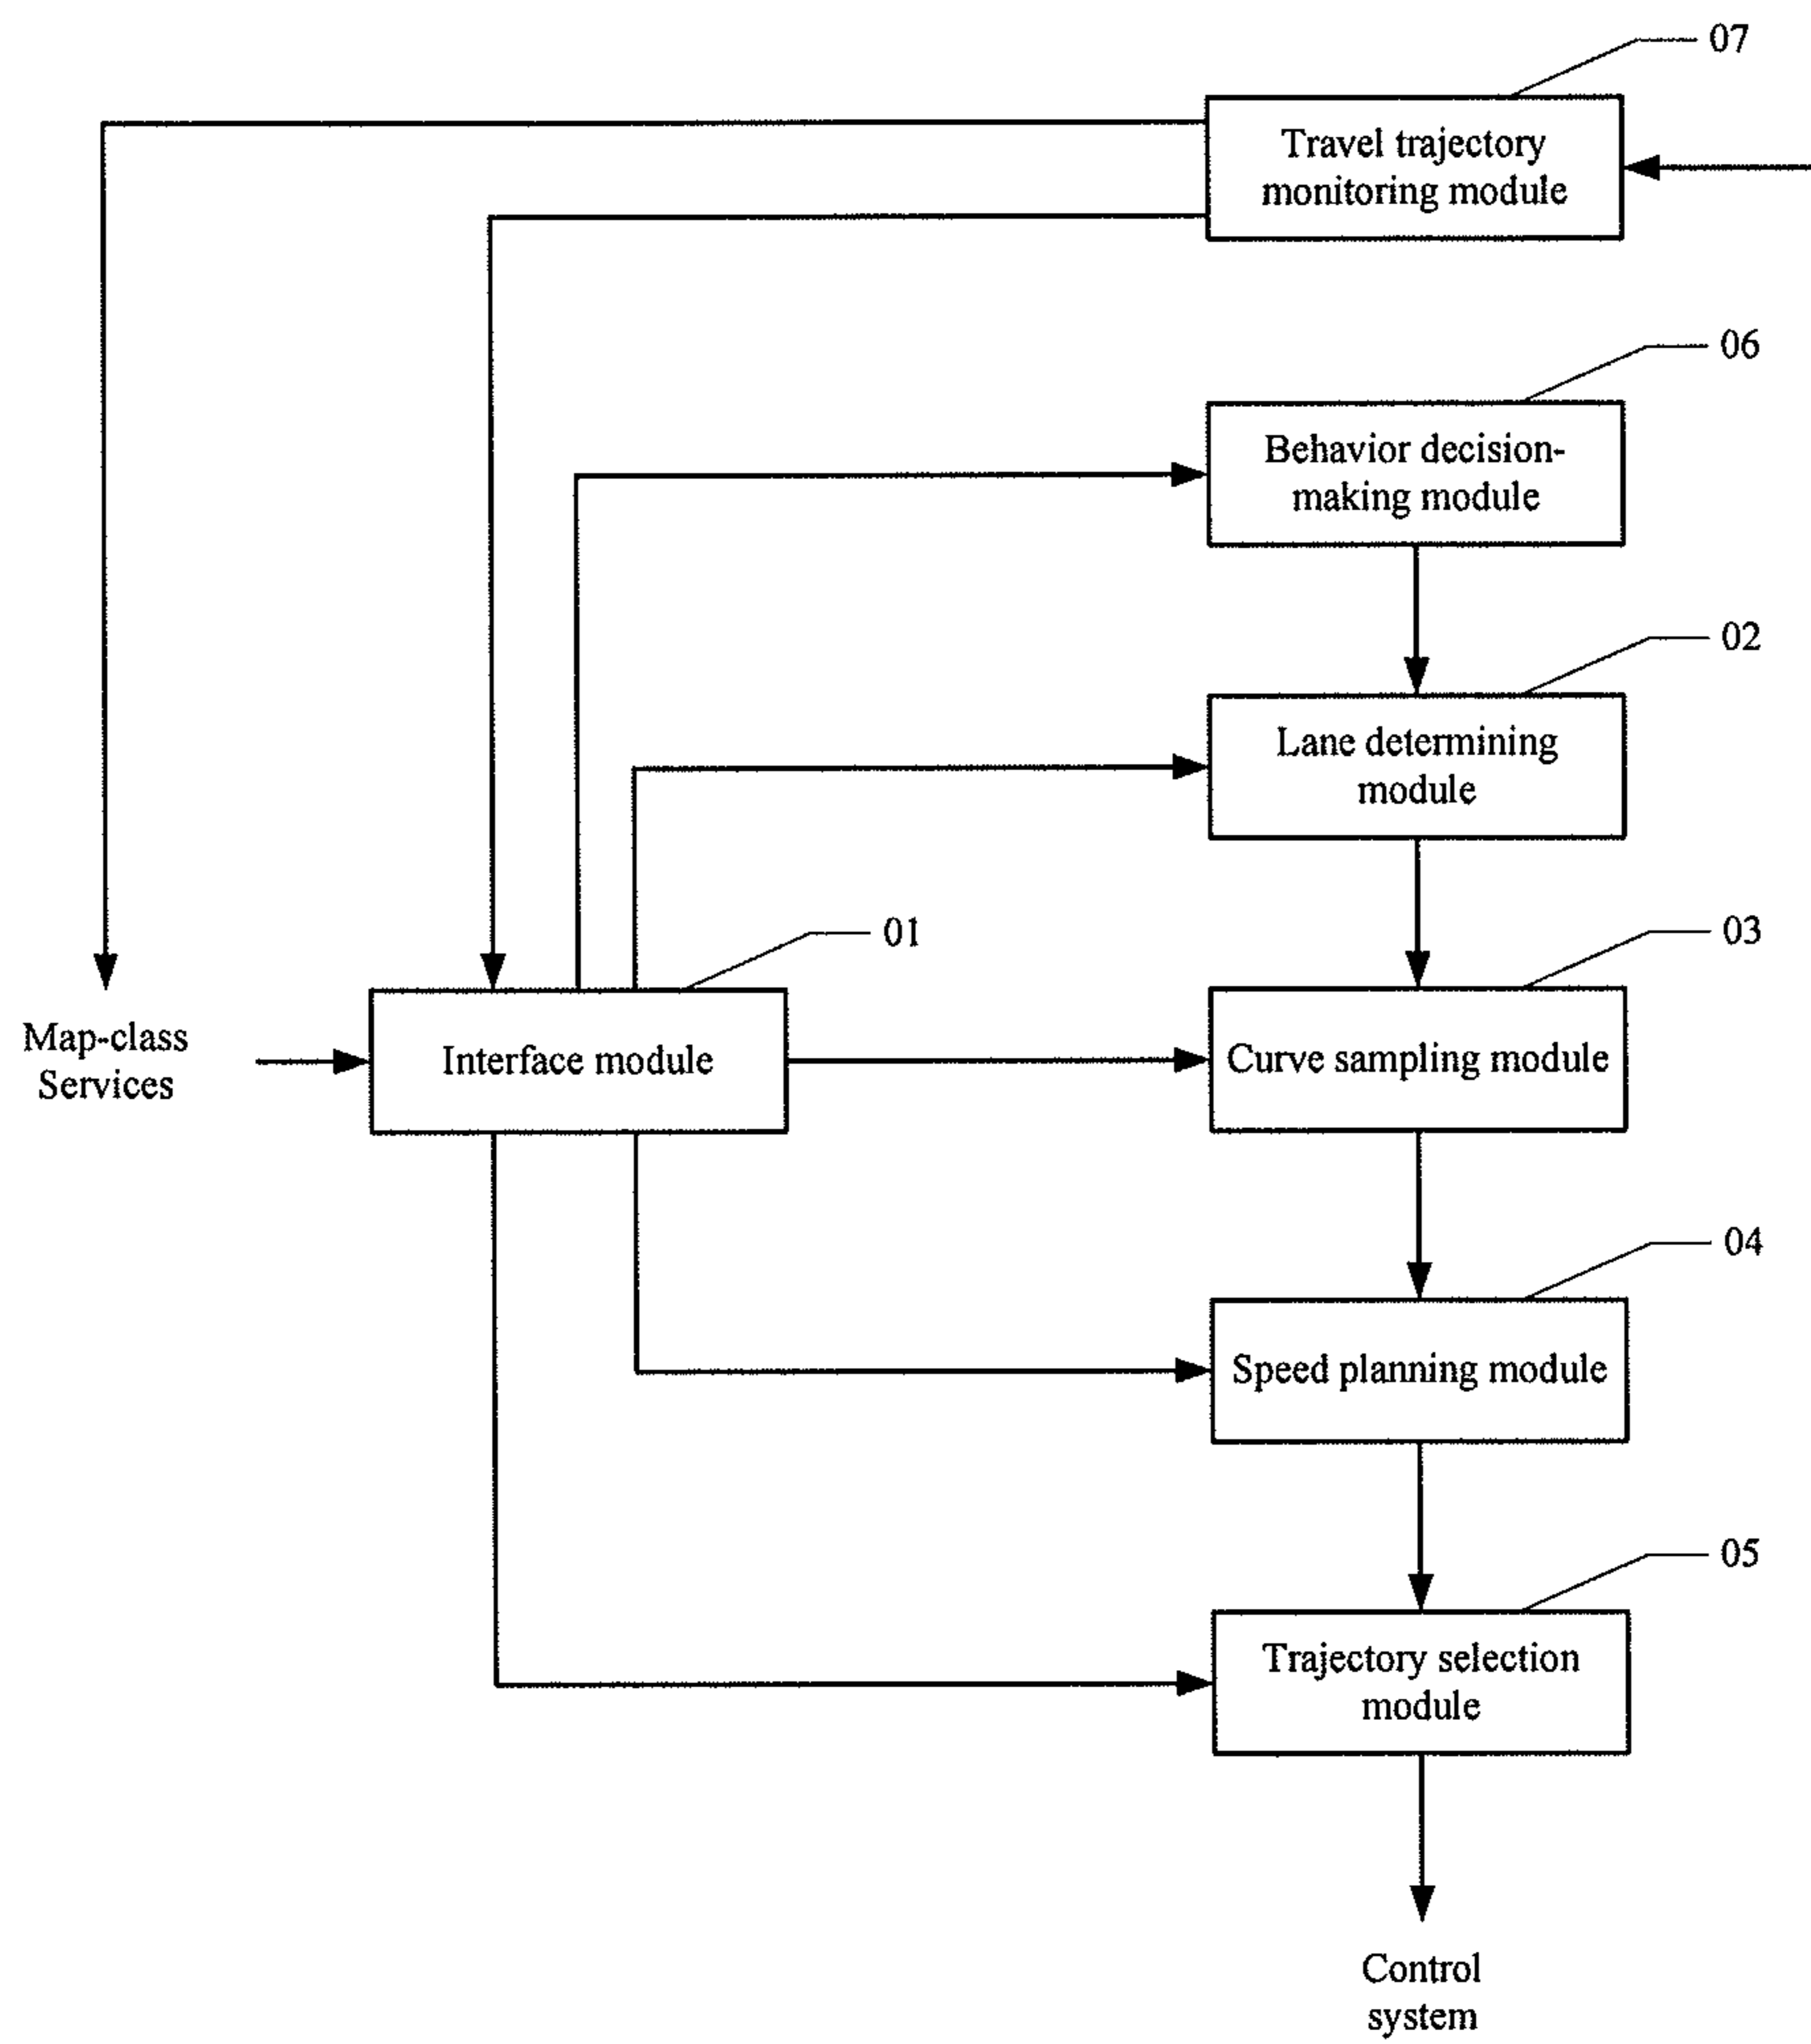 07
Travel trajectory
monitoring module
06
Behavior decision-
making module
02
Lane determining
module
01
03
Map-class
Services
Interface module
Curve sampling module
04
Speed planning module
05
Trajectory selection
module
Control
system